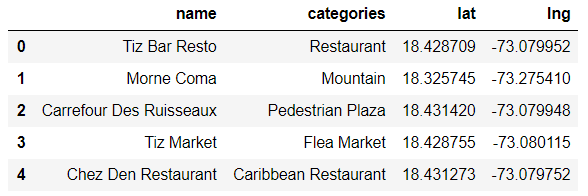 name categories lat lng
0 Tiz Bar Resto Restaurant 18.428709 -73.079952
1 Morne Coma Mountain 18.325745 -73.275410
2 Carrefour Des Ruisseaux Pedestrian Plaza 18.431420 -73.079948
3 Tiz Market Flea Market 18.428755 -73.080115
4 Chez Den Restaurant Caribbean Restaurant 18.431273 -73.079752